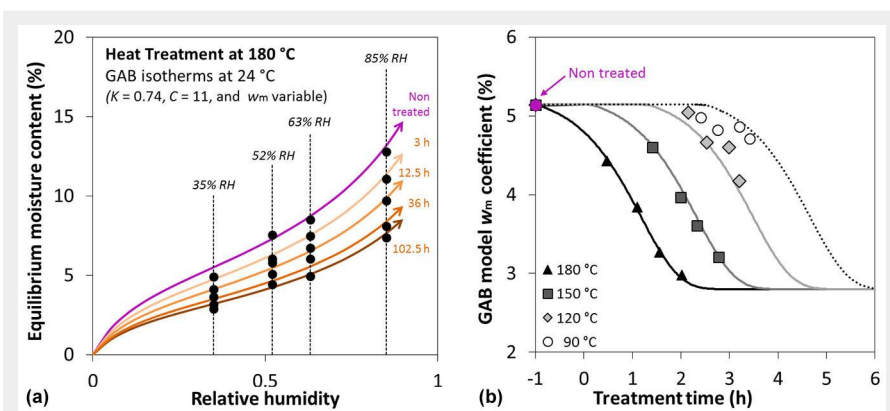 20
15
10
5
0
Equilibrium moisture content (%)
Heat Treatment at 180 °C
GAB isotherms at 24 °C
(K = 0.74, C = 11, and wm variable)
85% RH
63% RH
52% RH
35% RH
Non
treated
3 h
12.5 h
36 h
102.5 h
0
0.5
1
Relative humidity
(a)
6
5
4
3
2
GAB model wm coefficient (%)
Non treated
180 °C
150 °C
120 °C
90 °C
-1
0
1
2
3
4
5
6
Treatment time (h)
(b)